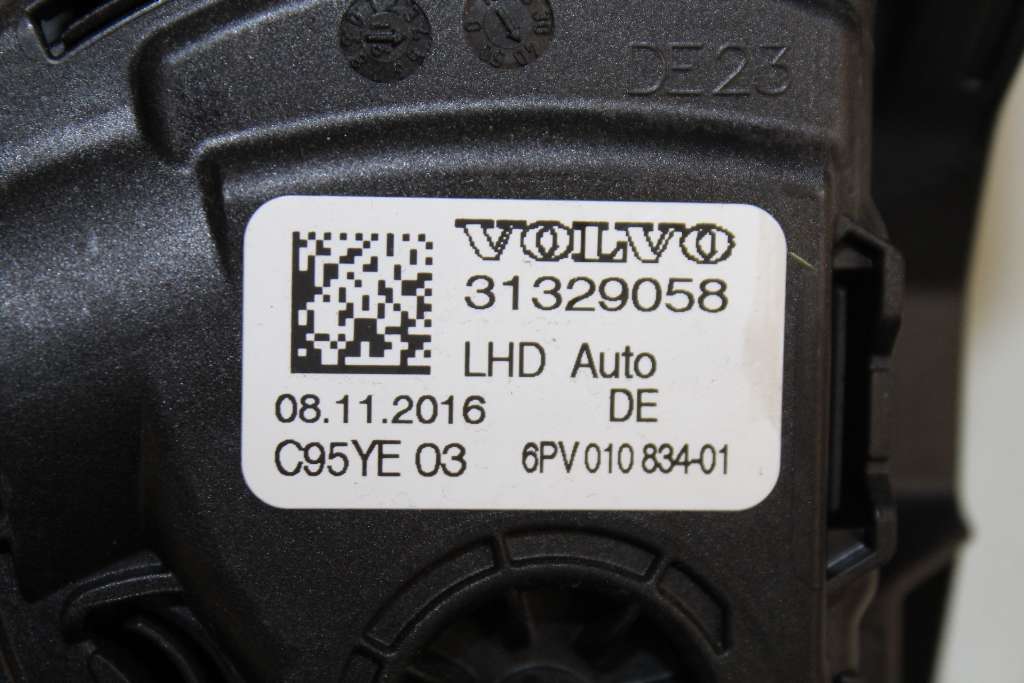 DE23
VOLVO
31329058
LHD Auto
08.11.2016 DE
C95YE 03 6PV 010 834-01